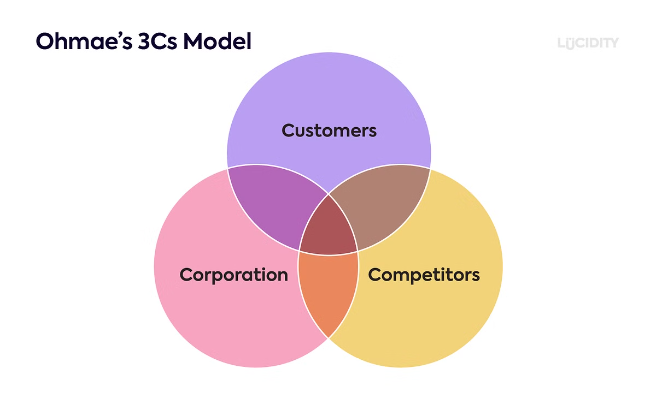 Ohmae's 3Cs Model
LUCIDITY
Customers
Corporation
Competitors